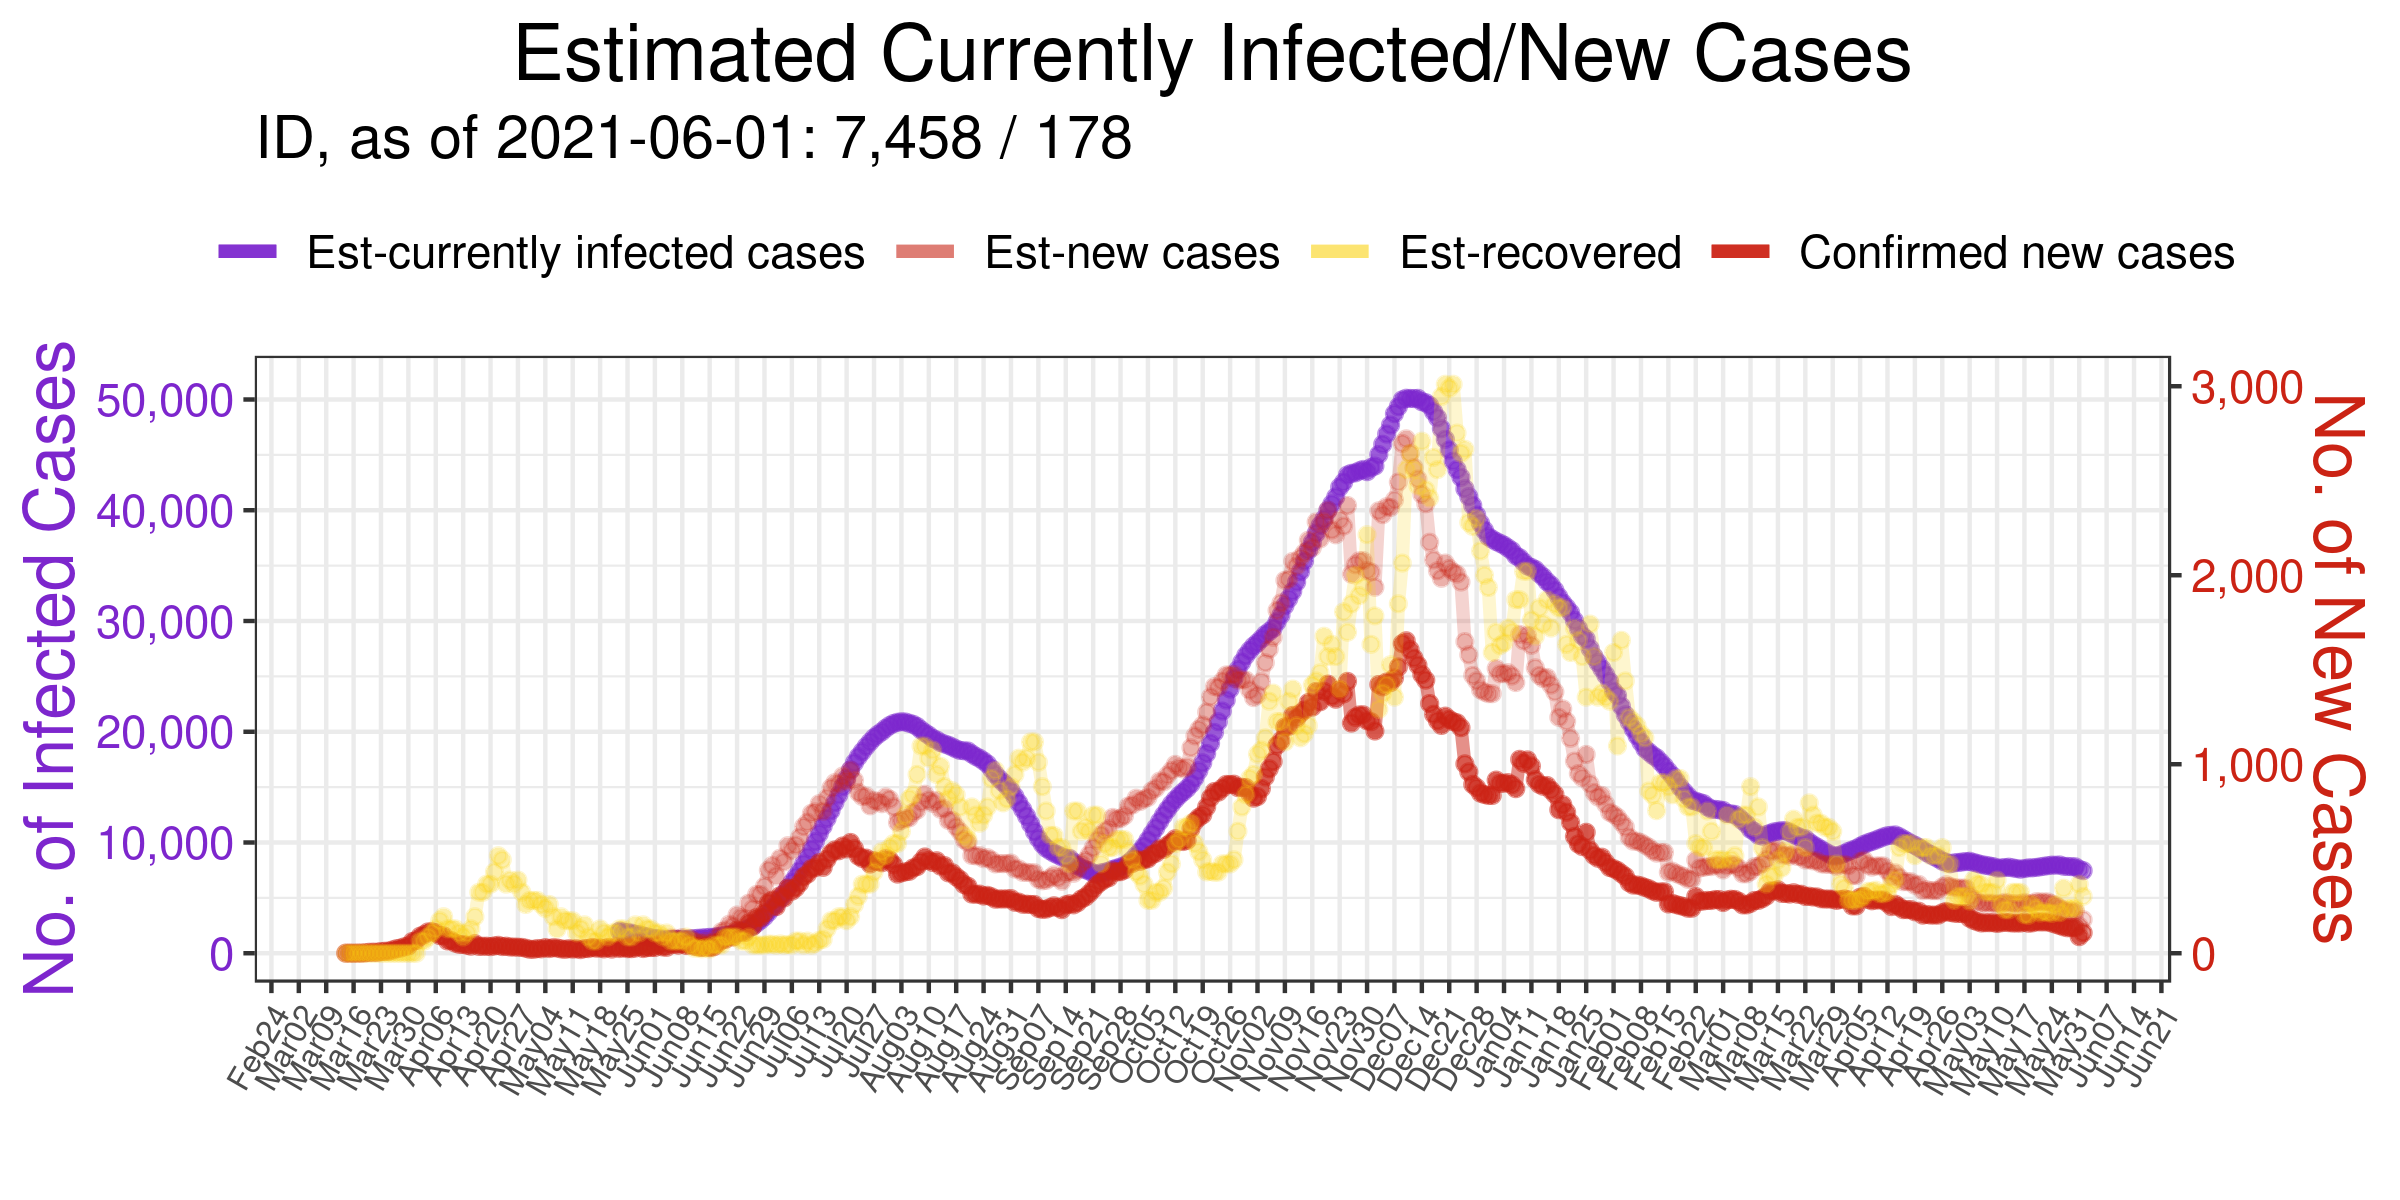 Estimated Currently Infected/New Cases
ID, as of 2021-06-01: 7,458 / 178
Est-currently infected cases Est-new cases Est-recovered Confirmed new cases
No. of Infected Cases
50,000
40,000
30,000
20,000
10,000
0
3,000
2,000
1,000
0
No. of New Cases
Feb24 Mar02 Mar09 Mar16 Mar23 Mar30 Apr06 Apr13 Apr20 Apr27 May04 May11 May18 May25 Jun01 Jun08 Jun15 Jun22 Jun29 Jul06 Jul13 Jul20 Jul27 Aug03 Aug10 Aug17 Aug24 Aug31 Sep07 Sep14 Sep21 Sep28 Oct05 Oct12 Oct19 Oct26 Nov02 Nov09 Nov16 Nov23 Nov30 Dec07 Dec14 Dec21 Dec28 Jan04 Jan11 Jan18 Jan25 Feb01 Feb08 Feb15 Feb22 Mar01 Mar08 Mar15 Mar22 Mar29 Apr05 Apr12 Apr19 Apr26 May03 May10 May17 May24 May31 Jun07 Jun14 Jun21